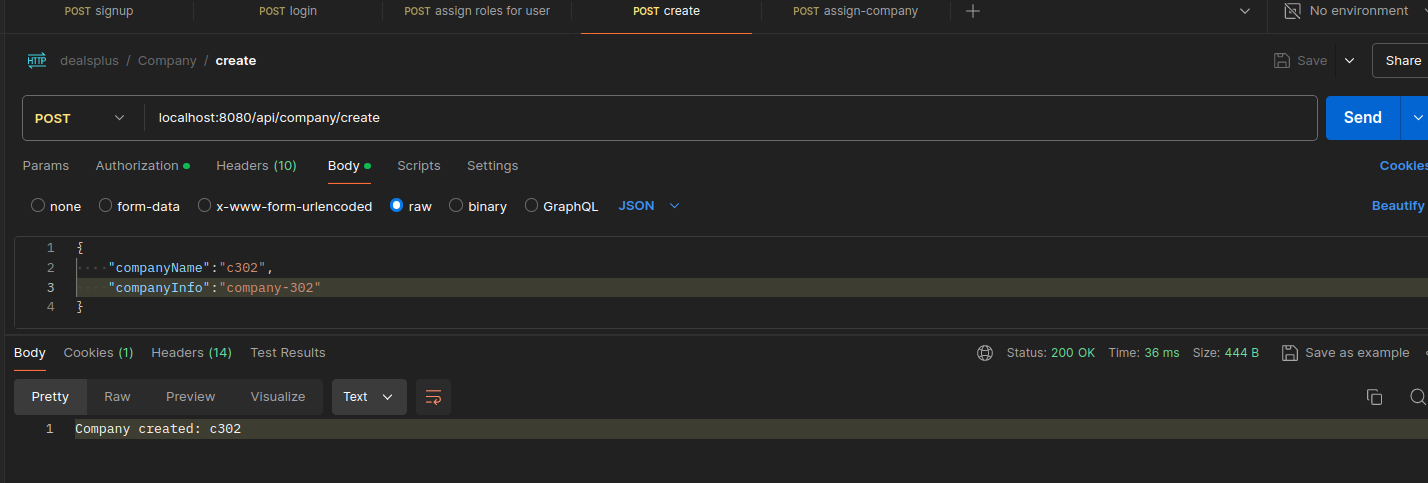 POST signup POST login POST assign roles for user POST create POST assign-company No environment
HTTP dealsplus / Company / create Save Share
POST localhost:8080/api/company/create Send
Params Authorization Headers (10) Body Scripts Settings Cookies
none form-data x-www-form-urlencoded raw binary GraphQL JSON Beautify
1 {
2 "companyName":"c302",
3 "companyInfo":"company-302"
4 }
Body Cookies (1) Headers (14) Test Results Status: 200 OK Time: 36 ms Size: 444 B Save as example
Pretty Raw Preview Visualize Text
1 Company created: c302